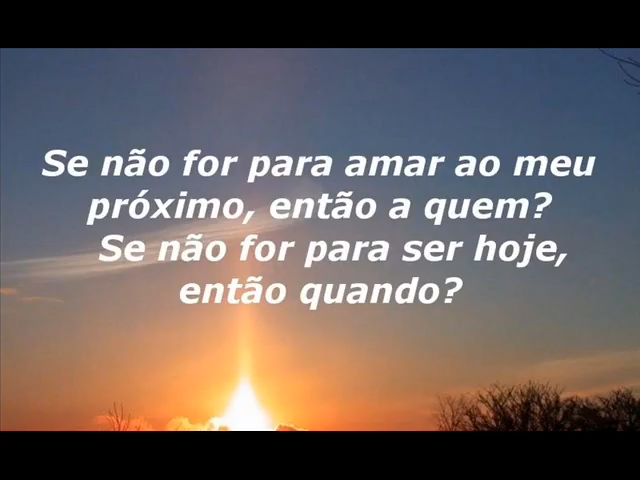 Se não for para amar ao meu
próximo, então a quem?
Se não for para ser hoje,
então quando?